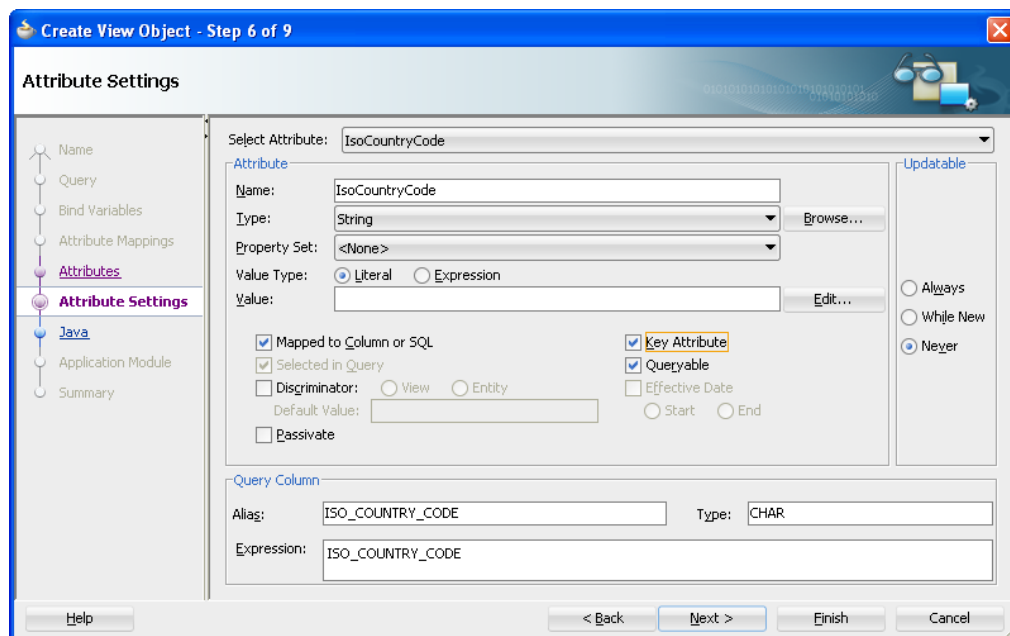 Create View Object - Step 6 of 9
Attribute Settings
01010101010101010101010101
01010101010
Name
Query
Bind Variables
Attribute Mappings
Attributes
Attribute Settings
Java
Application Module
Summary
Select Attribute: IsoCountryCode
Attribute
Name: IsoCountryCode
Type: String Browse...
Property Set: <None>
Value Type: Literal Expression
Value: Edit...
Mapped to Column or SQL Key Attribute
Selected in Query Queryable
Discriminator: View Entity Effective Date
Default Value: Start End
Passivate
Updatable
Always
While New
Never
Query Column
Alias: ISO_COUNTRY_CODE Type: CHAR
Expression: ISO_COUNTRY_CODE
Help < Back Next > Finish Cancel